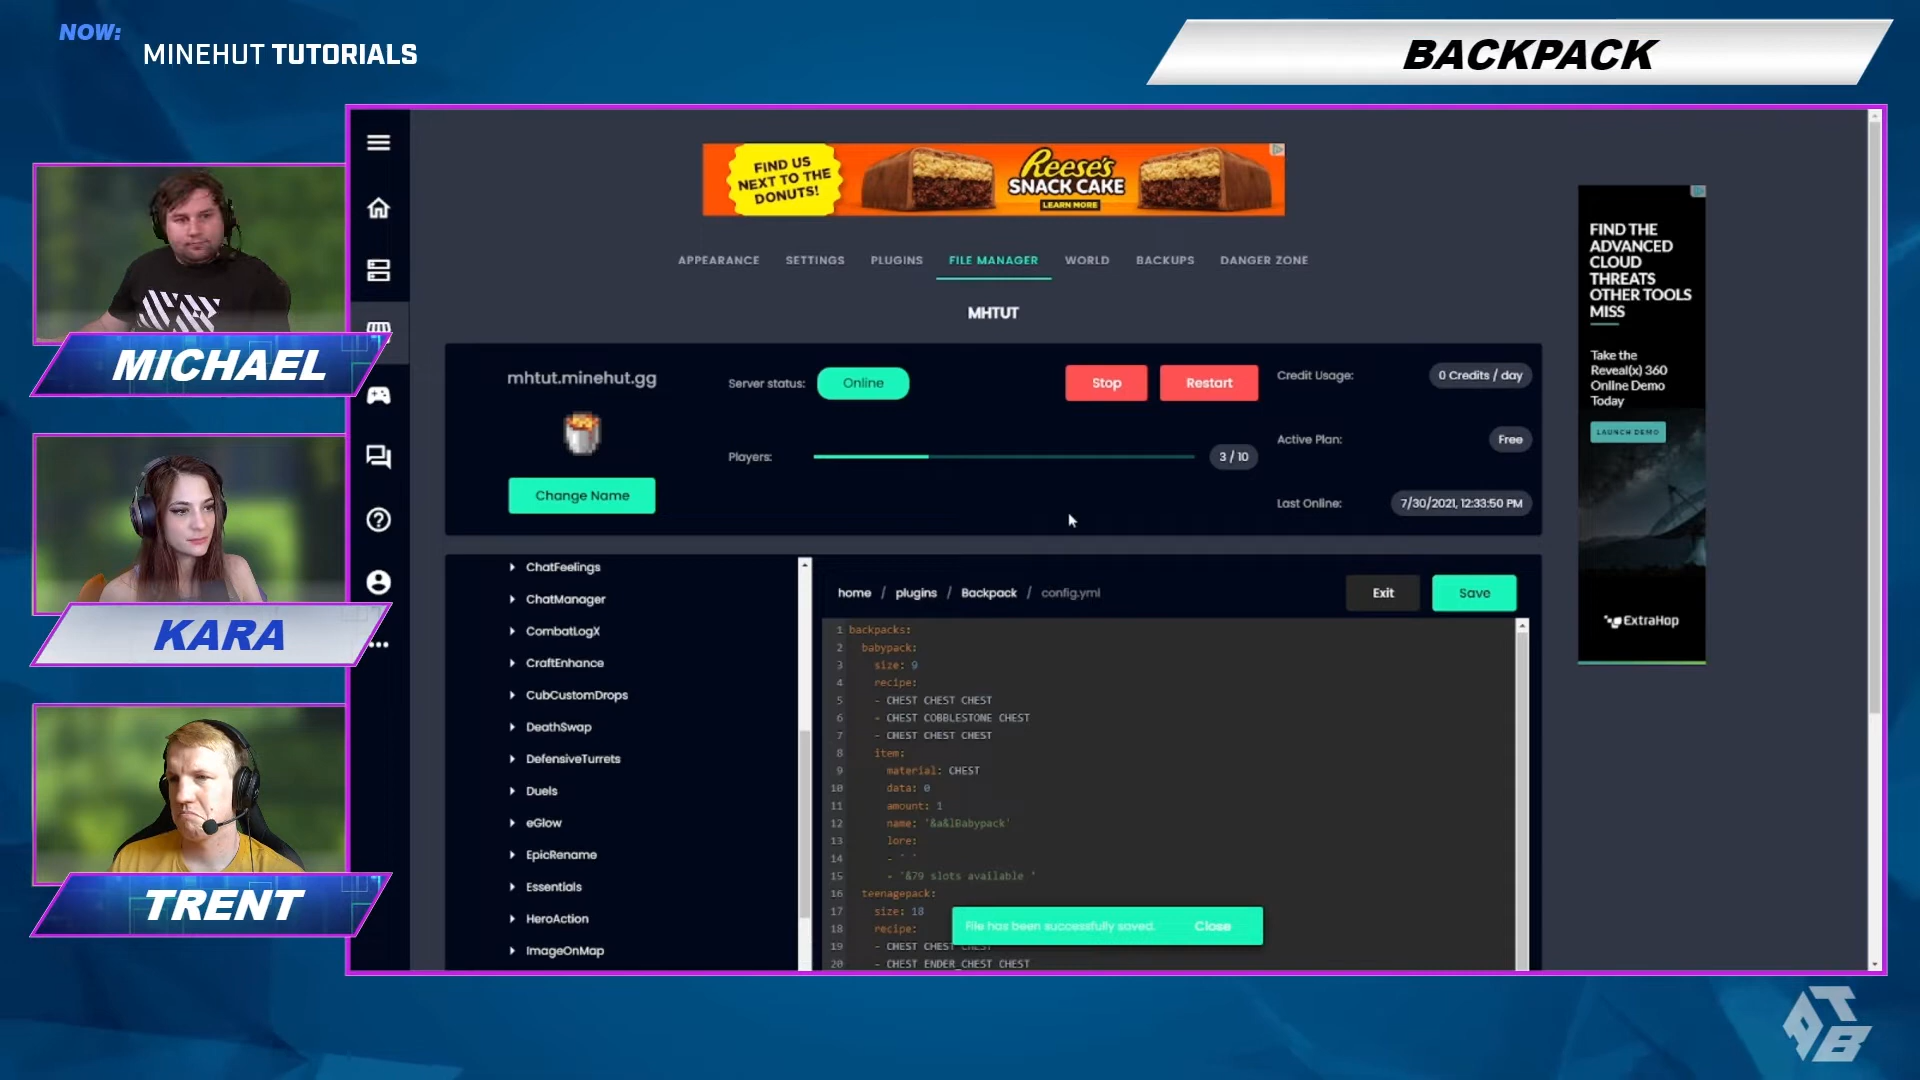 NOW:
MINEHUT TUTORIALS
BACKPACK
MICHAEL
KARA
TRENT
FIND US
NEXT TO THE
DONUTS!
Reese's
SNACK CAKE
LEARN MORE
APPEARANCE SETTINGS PLUGINS FILE MANAGER WORLD BACKUPS DANGER ZONE
MHTUT
mhtut.minehut.gg
Change Name
Server status: Online
Stop Restart
Players: 3 / 10
Credit Usage: 0 Credits / day
Active Plan: Free
Last Online: 7/30/2021, 12:33:50 PM
ChatFeelings
ChatManager
CombatLogX
CraftEnhance
CubCustomDrops
DeathSwap
DefensiveTurrets
Duels
eGlow
EpicRename
Essentials
HeroAction
ImageOnMap
home / plugins / Backpack / config.yml
Exit Save
1 backpacks:
2 babypack:
3 size: 9
4 recipe:
5 - CHEST CHEST CHEST
6 - CHEST COBBLESTONE CHEST
7 - CHEST CHEST CHEST
8 item:
9 material: CHEST
10 data: 0
11 amount: 1
12 name: '&a&lBabypack'
13 lore:
14 - ' '
15 - '&79 slots available '
16 teenagepack:
17 size: 18
18 recipe:
19 - CHEST CHEST CHEST
20 - CHEST ENDER_CHEST CHEST
File has been successfully saved. Close
FIND THE
ADVANCED
CLOUD
THREATS
OTHER TOOLS
MISS
Take the
Reveal(x) 360
Online Demo
Today
LAUNCH DEMO
ExtraHop
ATB